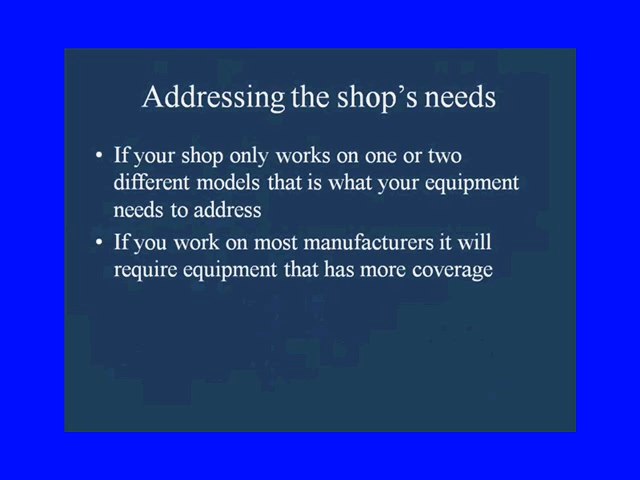 Addressing the shop's needs
• If your shop only works on one or two
different models that is what your equipment
needs to address
• If you work on most manufacturers it will
require equipment that has more coverage